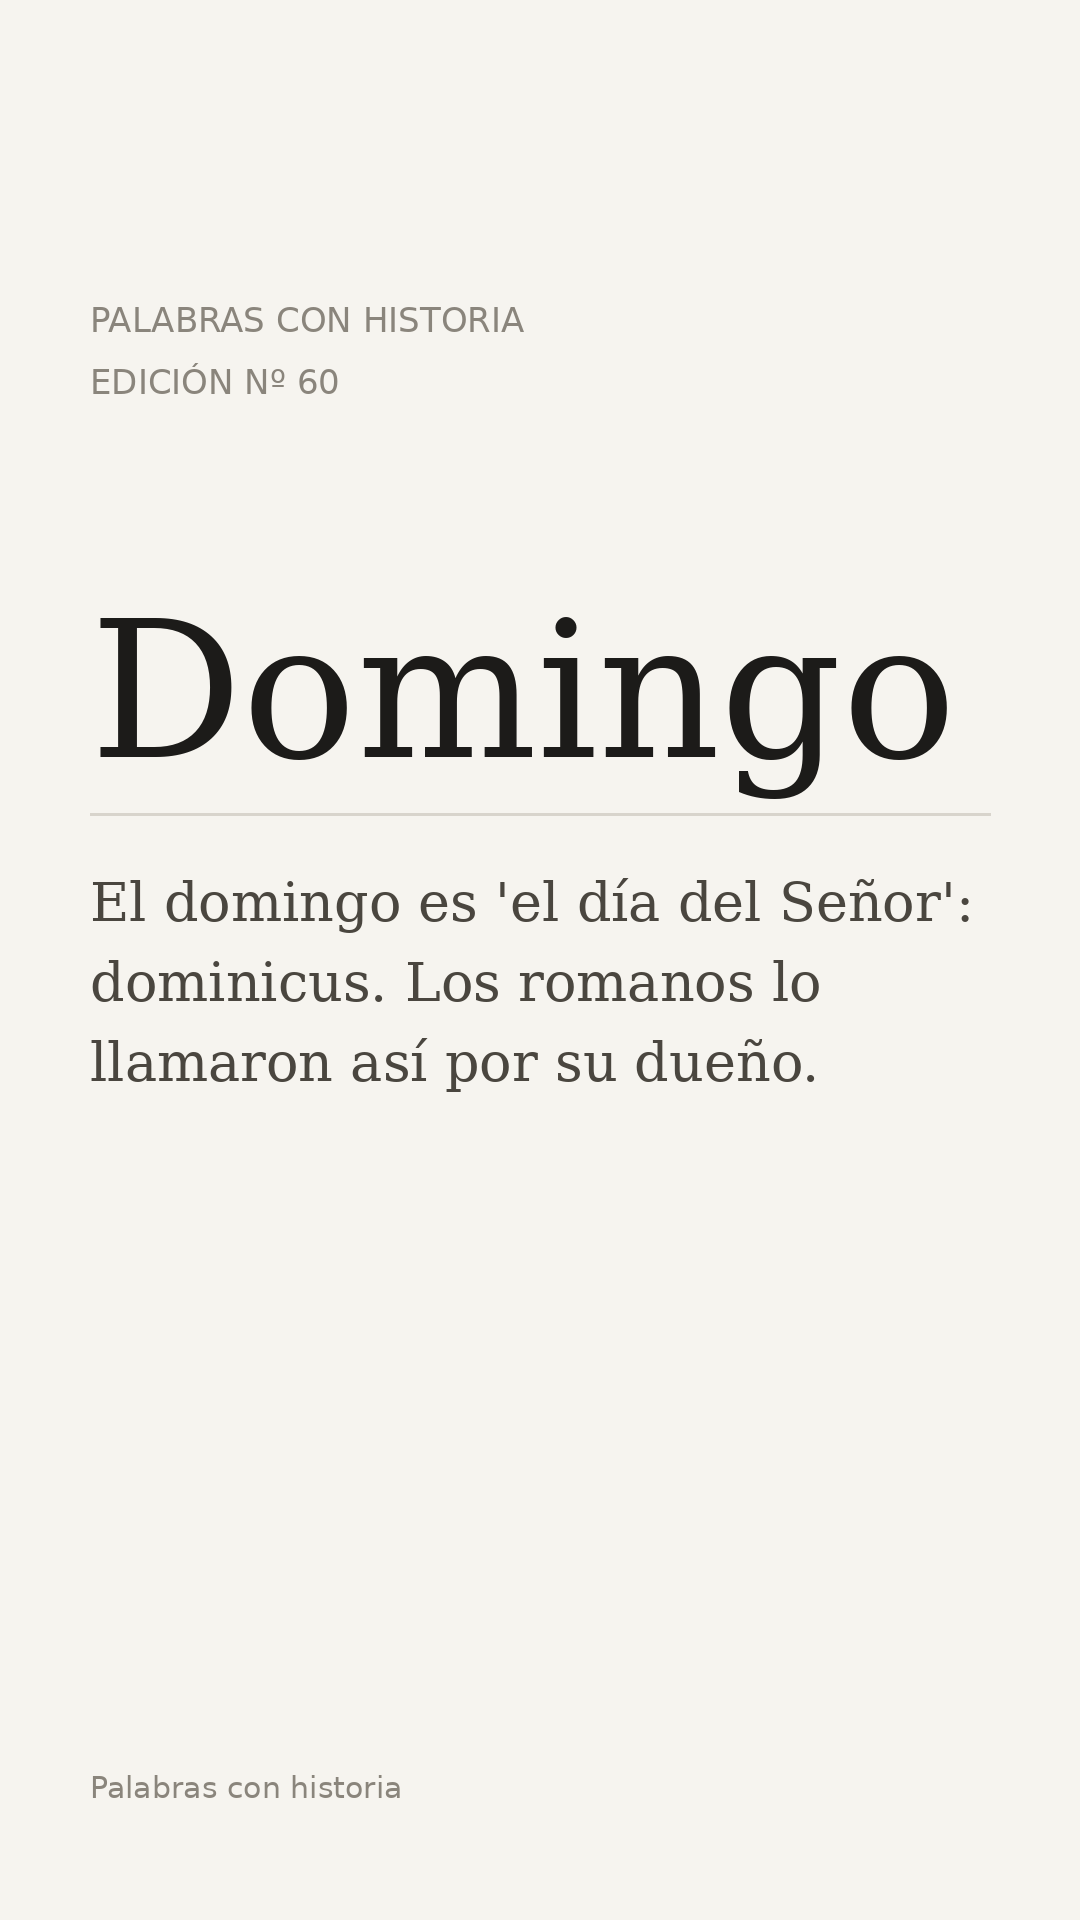 PALABRAS CON HISTORIA
EDICIÓN Nº 60
Domingo
El domingo es 'el día del Señor':
dominicus. Los romanos lo
llamaron así por su dueño.
Palabras con historia